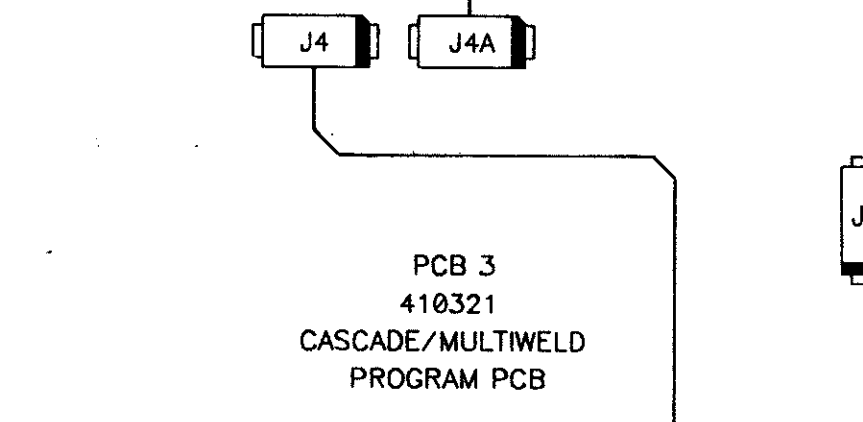 J4 J4A
J
PCB 3
410321
CASCADE/MULTIWELD
PROGRAM PCB